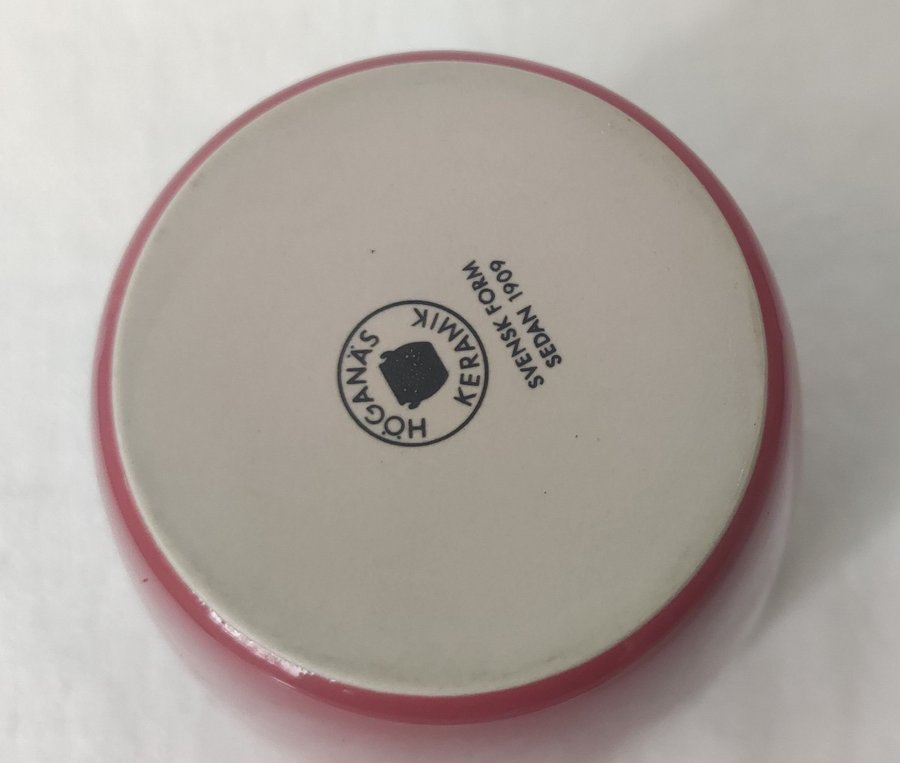 HÖGANÄS
KERAMIK
SVENSK FORM
SEDAN 1909